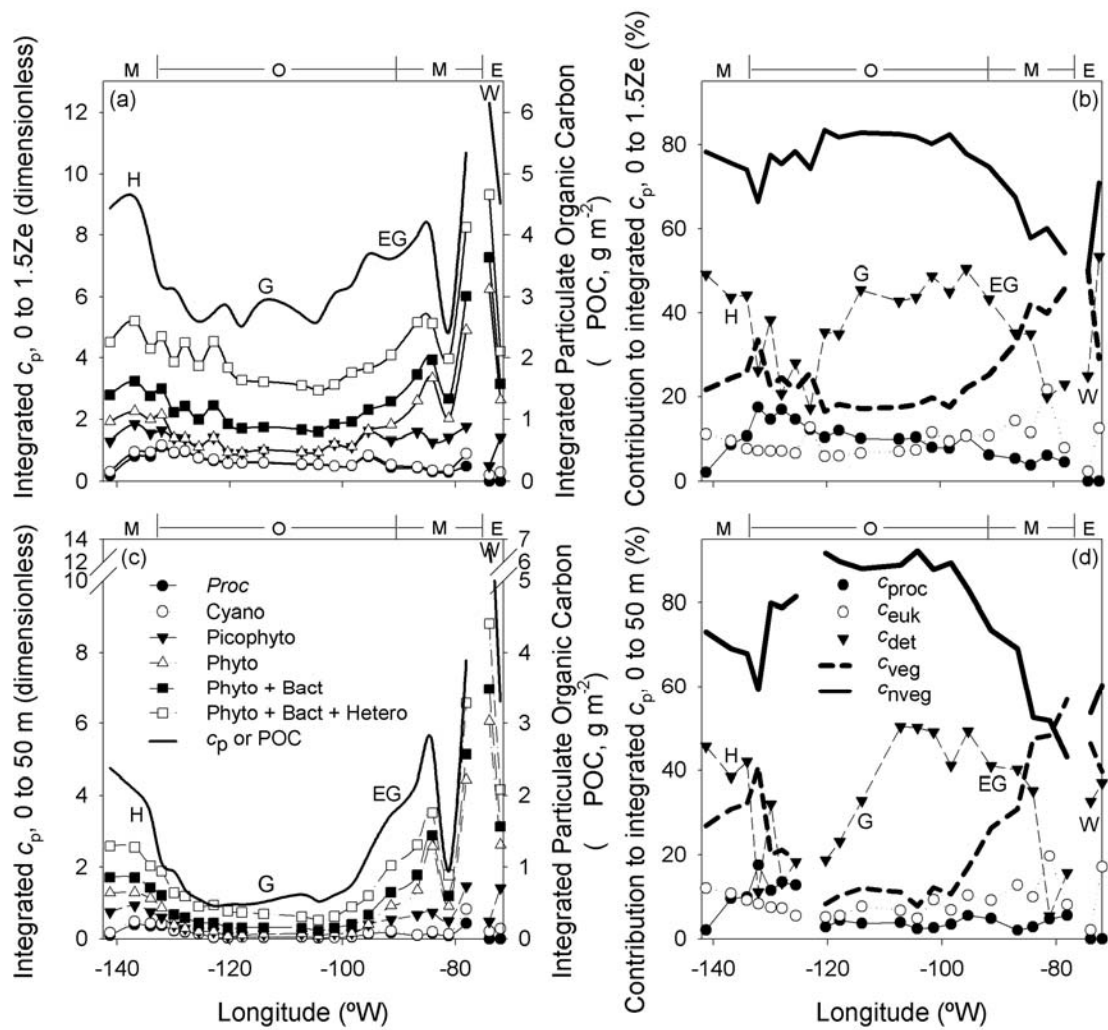 M O M E
M O M E
(a)
12
10
8
6
4
2
0
6
5
4
3
2
1
0
H
G
EG
W
Integrated cp, 0 to 1.5Ze (dimensionless)
Integrated Particulate Organic Carbon
( POC, g m-2)
(b)
80
60
40
20
0
H
G
EG
W
Contribution to integrated cp, 0 to 1.5Ze (%)
M O M E
M O M E
(c)
14
12
10
8
6
4
2
0
7
6
5
4
3
2
1
0
Proc
Cyano
Picophyto
Phyto
Phyto + Bact
Phyto + Bact + Hetero
cp or POC
H
G
EG
W
Integrated cp, 0 to 50 m (dimensionless)
Integrated Particulate Organic Carbon
( POC, g m-2)
-140 -120 -100 -80
Longitude (ºW)
(d)
80
60
40
20
0
cproc
ceuk
cdet
cveg
cnveg
H
G
EG
W
Contribution to integrated cp, 0 to 50 m (%)
-140 -120 -100 -80
Longitude (ºW)